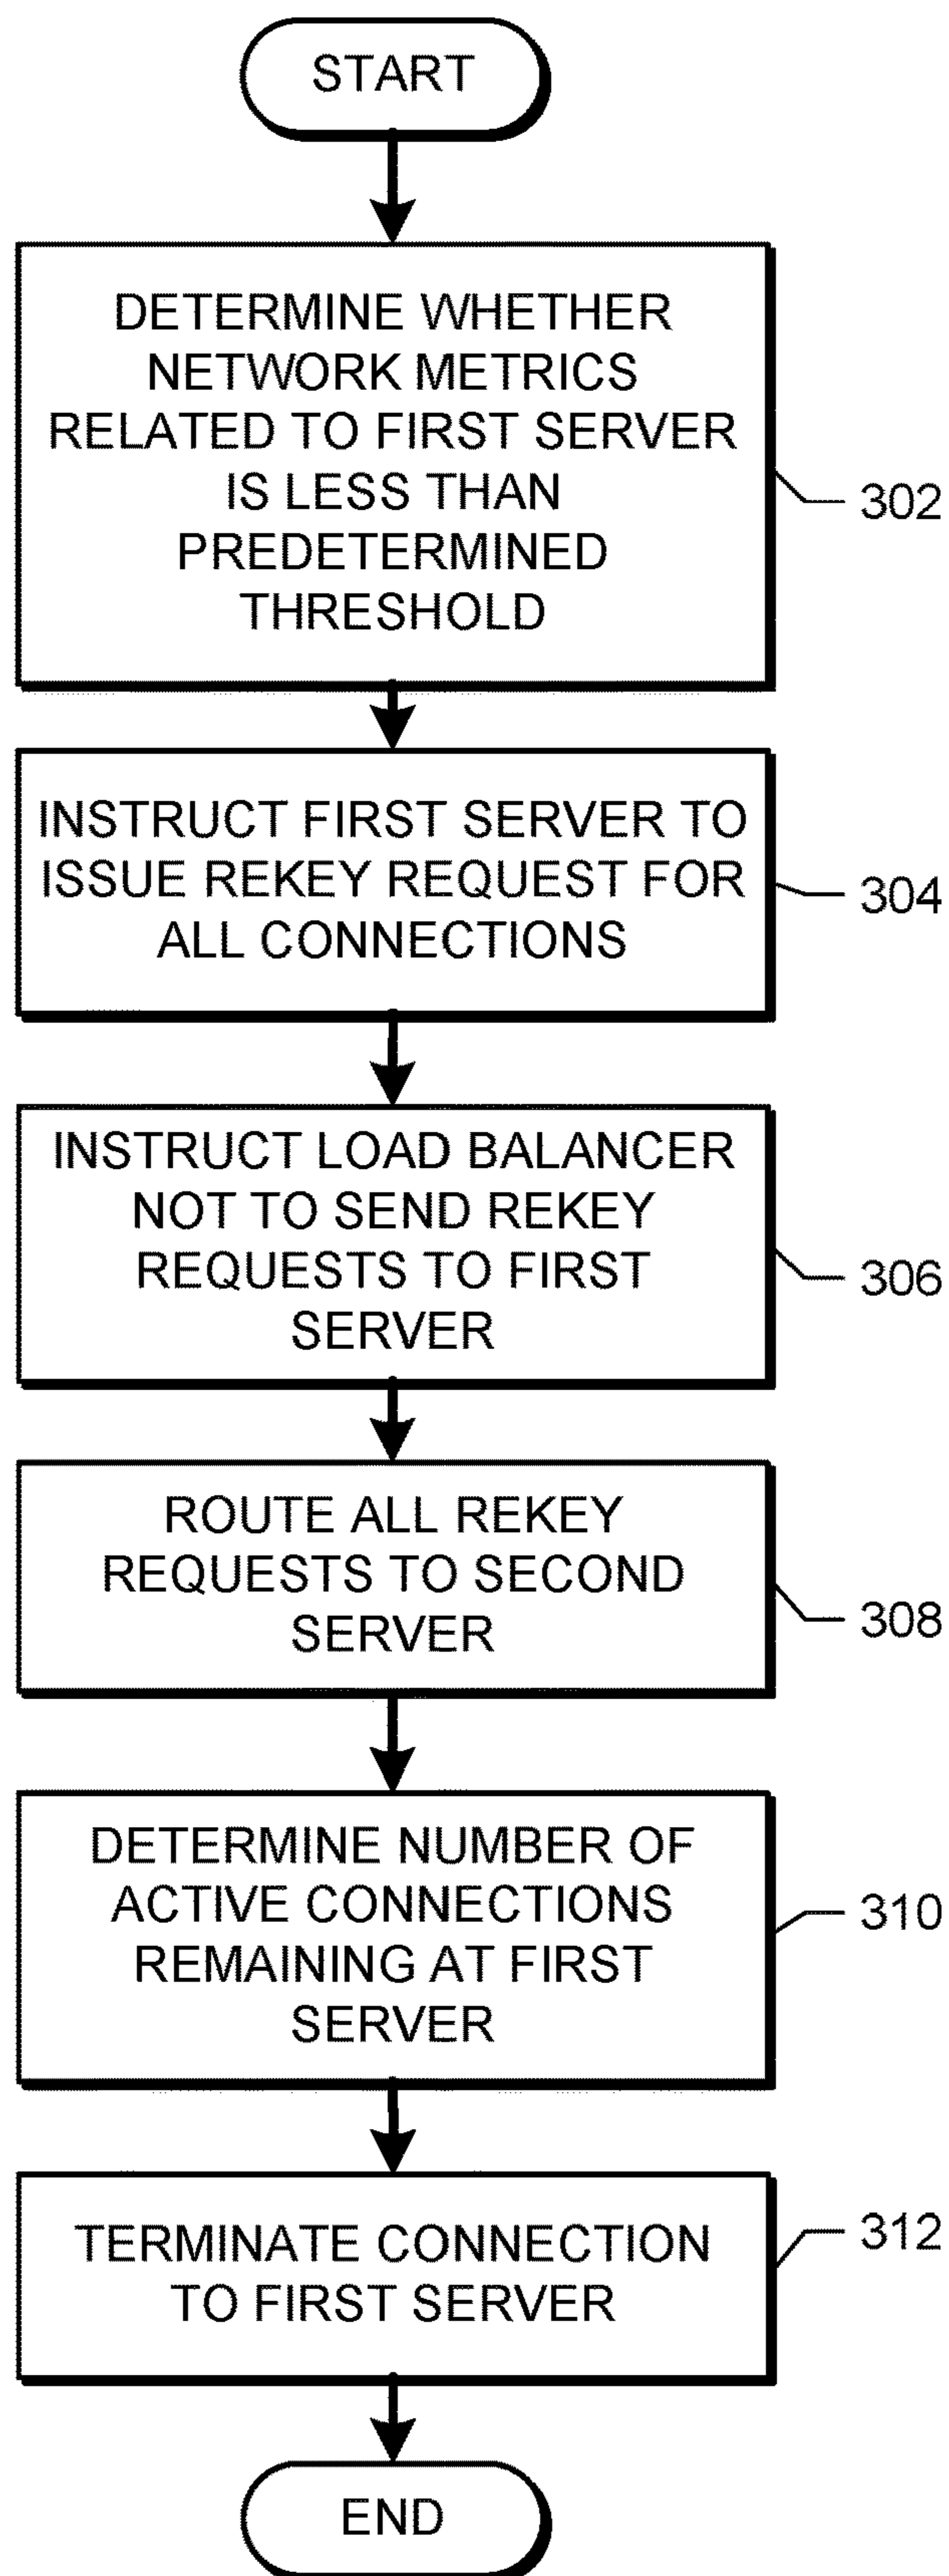 START
DETERMINE WHETHER
NETWORK METRICS
RELATED TO FIRST SERVER
IS LESS THAN
PREDETERMINED
THRESHOLD
302
INSTRUCT FIRST SERVER TO
ISSUE REKEY REQUEST FOR
ALL CONNECTIONS
304
INSTRUCT LOAD BALANCER
NOT TO SEND REKEY
REQUESTS TO FIRST
SERVER
306
ROUTE ALL REKEY
REQUESTS TO SECOND
SERVER
308
DETERMINE NUMBER OF
ACTIVE CONNECTIONS
REMAINING AT FIRST
SERVER
310
TERMINATE CONNECTION
TO FIRST SERVER
312
END